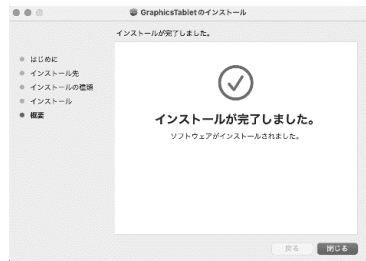 GraphicsTabletのインストール
インストールが完了しました。
はじめに
インストール先
インストールの種類
インストール
概要
インストールが完了しました。
ソフトウェアがインストールされました。
戻る
閉じる